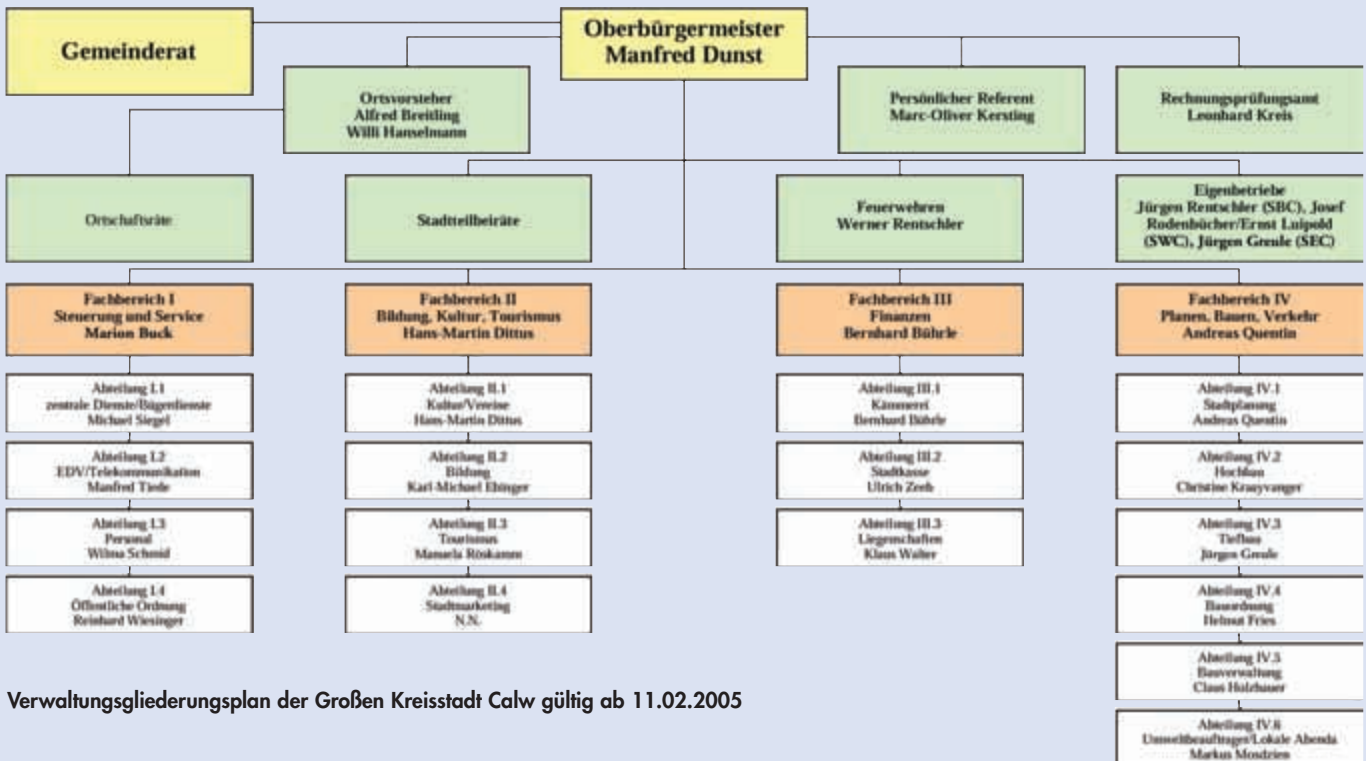 Gemeinderat
Oberbürgermeister
Manfred Dunst
Ortsvorsteher
Alfred Breitling
Willi Hanselmann
Persönlicher Referent
Marc-Oliver Kersting
Rechnungsprüfungsamt
Leonhard Kreis
Ortschaftsräte
Stadtteilbeiräte
Feuerwehren
Werner Rentschler
Eigenbetriebe
Jürgen Rentschler (SBC), Josef
Rodenbücher/Ernst Luipold
(SWC), Jürgen Greule (SEC)
Fachbereich I
Steuerung und Service
Marion Buck
Fachbereich II
Bildung, Kultur, Tourismus
Hans-Martin Dittus
Fachbereich III
Finanzen
Bernhard Bührle
Fachbereich IV
Planen, Bauen, Verkehr
Andreas Quentin
Abteilung I.1
zentrale Dienste/Bügerdienste
Michael Siegel
Abteilung I.2
EDV/Telekommunikation
Manfred Tiede
Abteilung I.3
Personal
Wilma Schmid
Abteilung I.4
Öffentliche Ordnung
Reinhard Wiesinger
Abteilung II.1
Kultur/Vereine
Hans-Martin Dittus
Abteilung II.2
Bildung
Karl-Michael Ehinger
Abteilung II.3
Tourismus
Manuela Röskamm
Abteilung II.4
Stadtmarketing
N.N.
Abteilung III.1
Kämmerei
Bernhard Bührle
Abteilung III.2
Stadtkasse
Ulrich Zeeb
Abteilung III.3
Liegenschaften
Klaus Walter
Abteilung IV.1
Stadtplanung
Andreas Quentin
Abteilung IV.2
Hochbau
Christine
Abteilung IV.3
Tiefbau
Jürgen Greule
Abteilung IV.4
Bauordnung
Helmut Fries
Abteilung IV.5
Bauverwaltung
Claus Holzhauer
Abteilung IV.6
Umweltbeauftrager/Lokale
Markus
Verwaltungsgliederungsplan der Großen Kreisstadt Calw gültig ab 11.02.2005